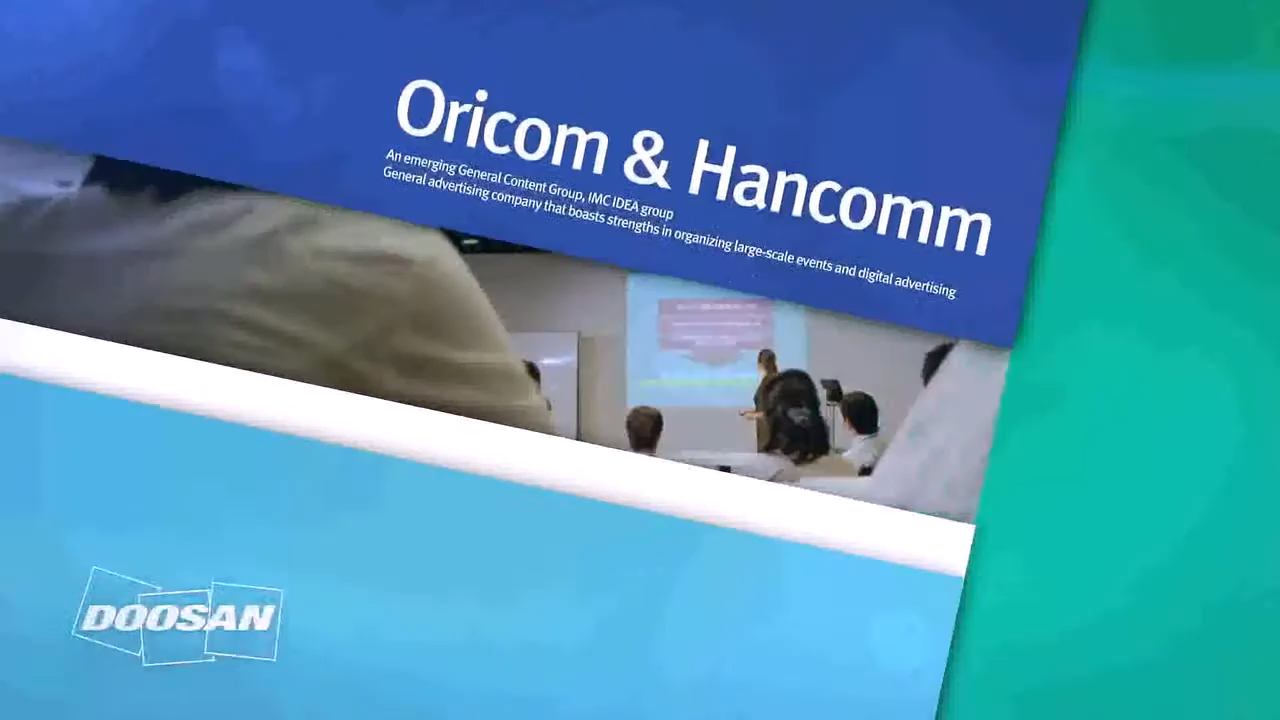 Oricom & Hancomm
An emerging General Content Group, IMC IDEA group
General advertising company that boasts strengths in organizing large-scale events and digital advertising
DOOSAN